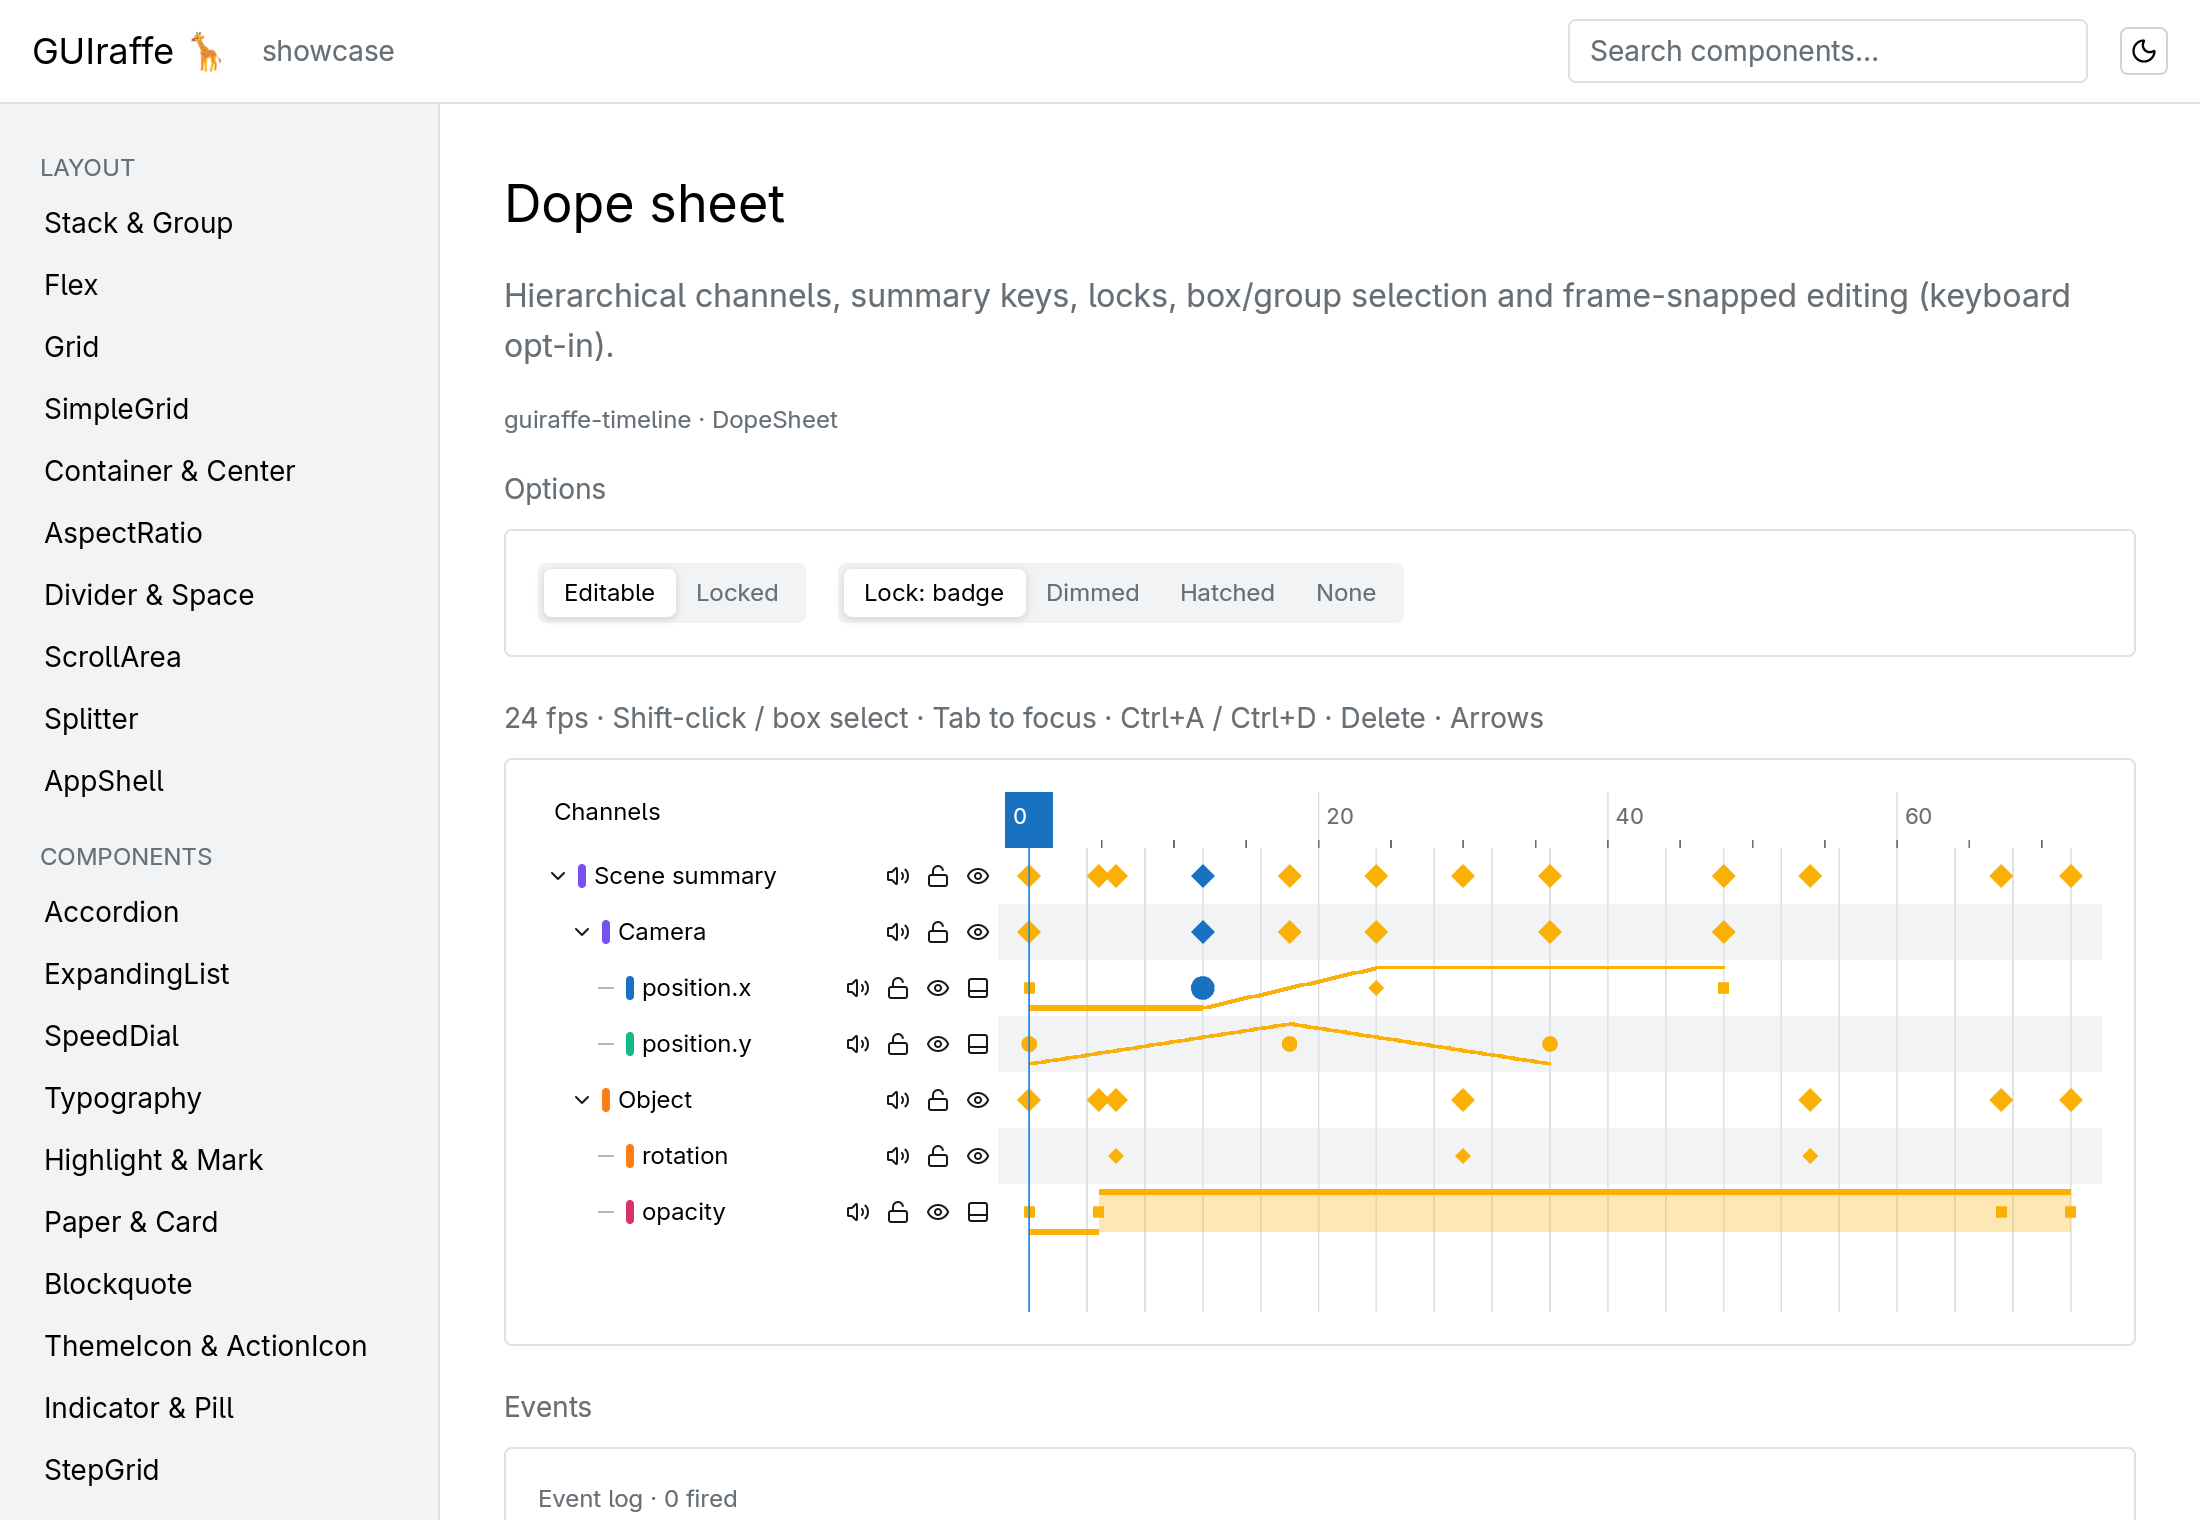 GUIraffe 🦒 showcase
Search components...
LAYOUT
Stack & Group
Flex
Grid
SimpleGrid
Container & Center
AspectRatio
Divider & Space
ScrollArea
Splitter
AppShell
COMPONENTS
Accordion
ExpandingList
SpeedDial
Typography
Highlight & Mark
Paper & Card
Blockquote
ThemeIcon & ActionIcon
Indicator & Pill
StepGrid
Dope sheet
Hierarchical channels, summary keys, locks, box/group selection and frame-snapped editing (keyboard
opt-in).
guiraffe-timeline · DopeSheet
Options
Editable Locked Lock: badge Dimmed Hatched None
24 fps · Shift-click / box select · Tab to focus · Ctrl+A / Ctrl+D · Delete · Arrows
Channels 0 20 40 60
Scene summary
Camera
position.x
position.y
Object
rotation
opacity
Events
Event log · 0 fired